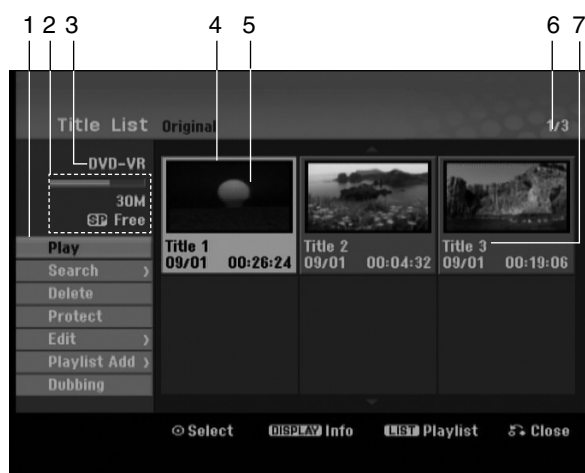 1 2 3 4 5 6 7
Title List Original 1/3
DVD-VR
30M
SP Free
Play
Search >
Delete
Protect
Edit >
Playlist Add >
Dubbing
Title 1
09/01 00:26:24
Title 2
09/01 00:04:32
Title 3
09/01 00:19:06
Select DISPLAY Info LIST Playlist Close